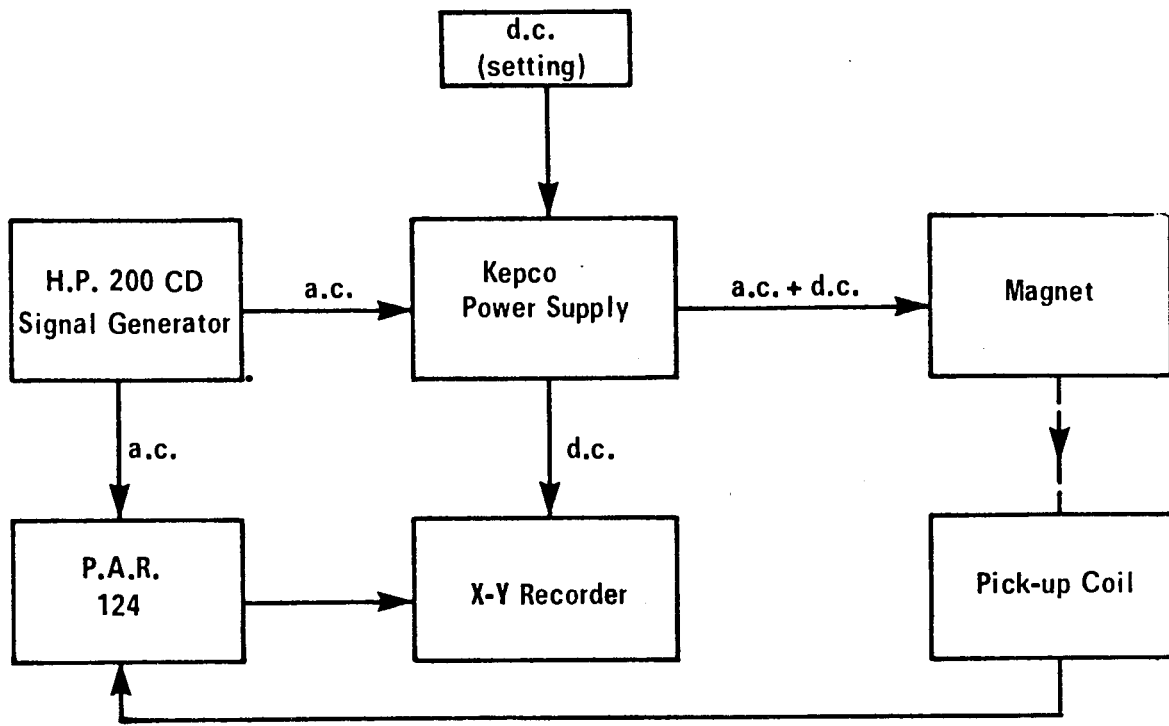 d.c.
(setting)
H.P. 200 CD
Signal Generator
a.c.
Kepco
Power Supply
a.c. + d.c.
Magnet
a.c.
d.c.
P.A.R.
124
X-Y Recorder
Pick-up Coil